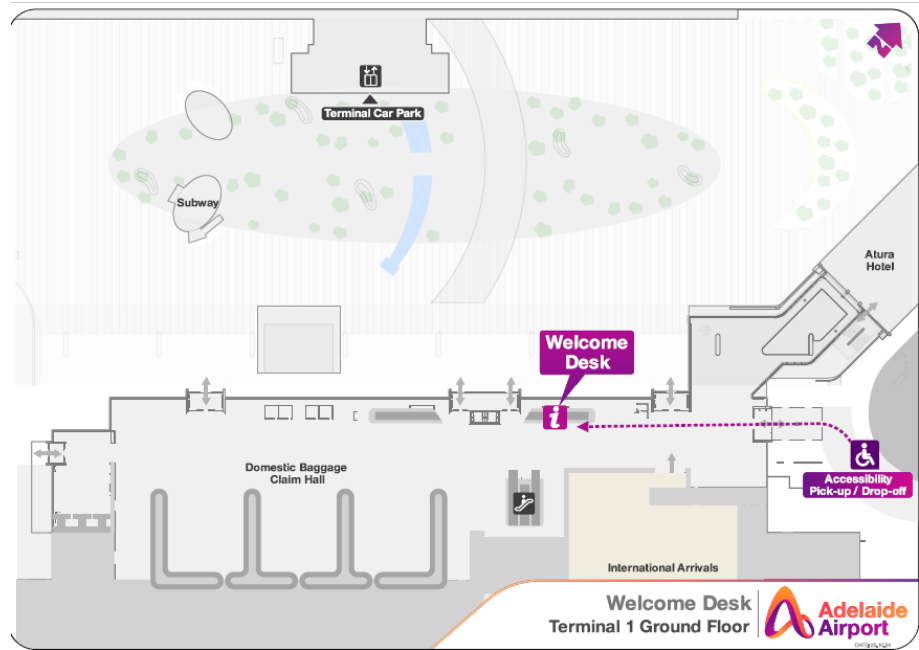 Terminal Car Park
Subway
Atura
Hotel
Welcome
Desk
i
Accessibility
Pick-up / Drop-off
Domestic Baggage
Claim Hall
International Arrivals
Welcome Desk
Terminal 1 Ground Floor
Adelaide
Airport